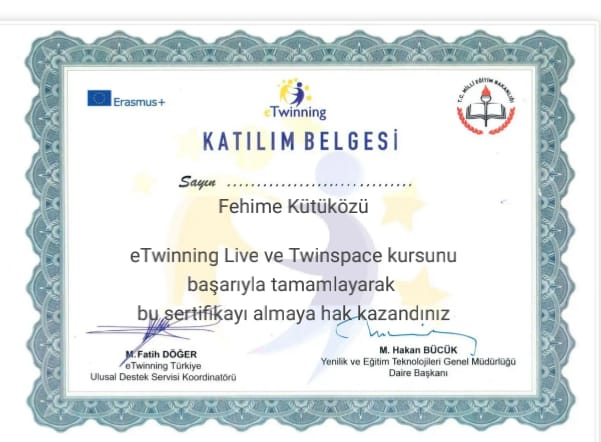 Erasmus+
eTwinning
T.C. MİLLÎ EĞİTİM BAKANLIĞI
KATILIM BELGESİ
Sayın ........................................
Fehime Kütüközü
eTwinning Live ve Twinspace kursunu
başarıyla tamamlayarak
bu sertifikayı almaya hak kazandınız
M. Fatih DÖĞER
eTwinning Türkiye
Ulusal Destek Servisi Koordinatörü
M. Hakan BÜCÜK
Yenilik ve Eğitim Teknolojileri Genel Müdürlüğü
Daire Başkanı